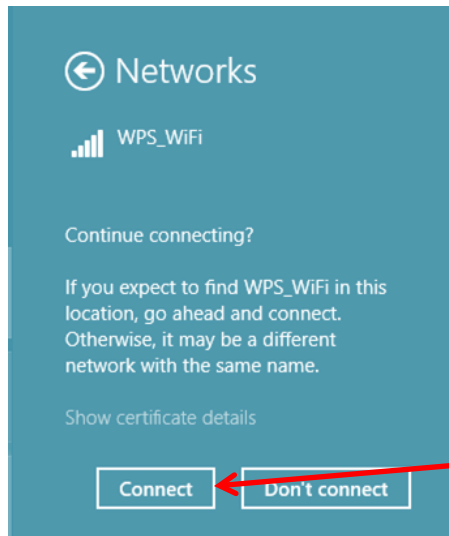 Networks
WPS_WiFi
Continue connecting?
If you expect to find WPS_WiFi in this
location, go ahead and connect.
Otherwise, it may be a different
network with the same name.
Show certificate details
Connect Don't connect